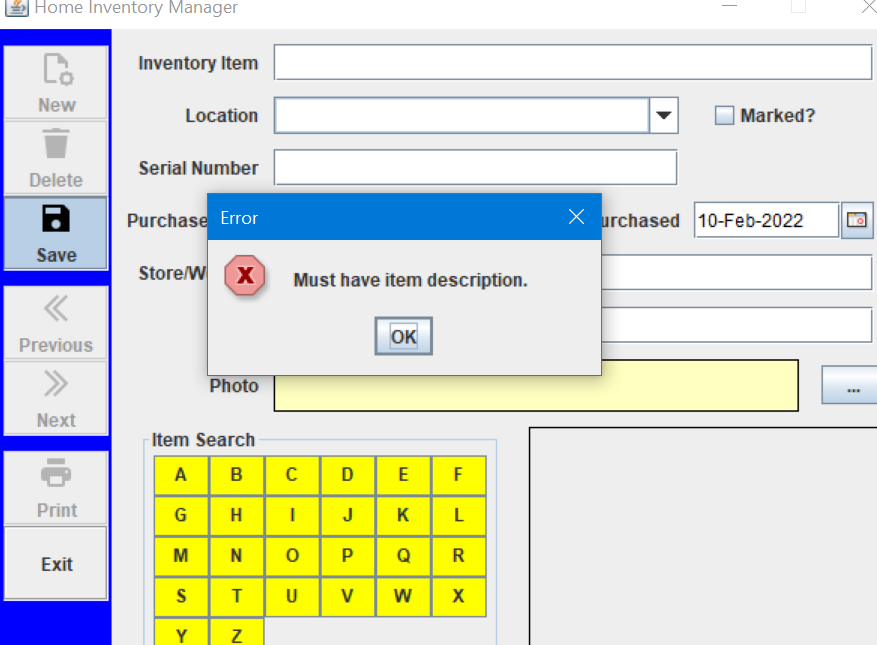 Home Inventory Manager
New
Delete
Save
Previous
Next
Print
Exit
Inventory Item
Location
Marked?
Serial Number
Purchase
urchased 10-Feb-2022
Store/W
Error
X
Must have item description.
OK
Photo
...
Item Search
A B C D E F
G H I J K L
M N O P Q R
S T U V W X
Y Z